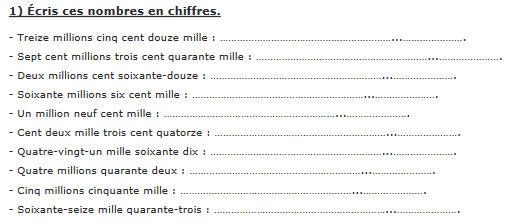 1) Écris ces nombres en chiffres.
- Treize millions cinq cent douze mille : ……………………………………………...………………….
- Sept cent millions trois cent quarante mille : ……………………………………………...………………….
- Deux millions cent soixante-douze : ……………………………………………...………………….
- Soixante millions six cent mille : ……………………………………………...………………….
- Un million neuf cent mille : ……………………………………………...………………….
- Cent deux mille trois cent quatorze : ……………………………………………...………………….
- Quatre-vingt-un mille soixante dix : ……………………………………………...………………….
- Quatre millions quarante deux : ……………………………………………...………………….
- Cinq millions cinquante mille : ……………………………………………...………………….
- Soixante-seize mille quarante-trois : ……………………………………………...………………….